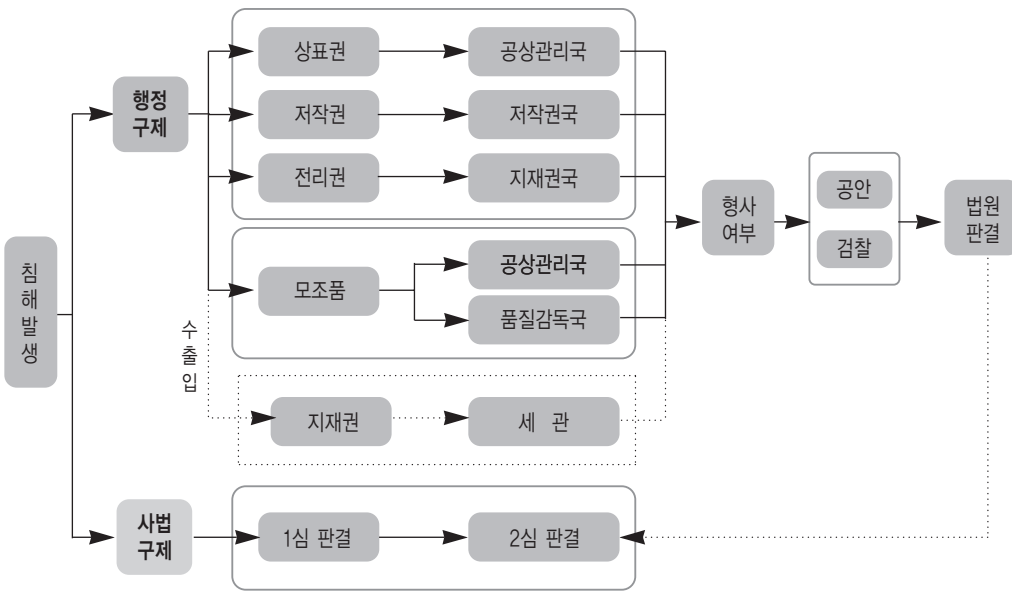 침해발생
행정
구제
상표권
공상관리국
저작권
저작권국
전리권
지재권국
모조품
공상관리국
품질감독국
수출입
지재권
세 관
형사
여부
공안
검찰
법원
판결
사법
구제
1심 판결
2심 판결